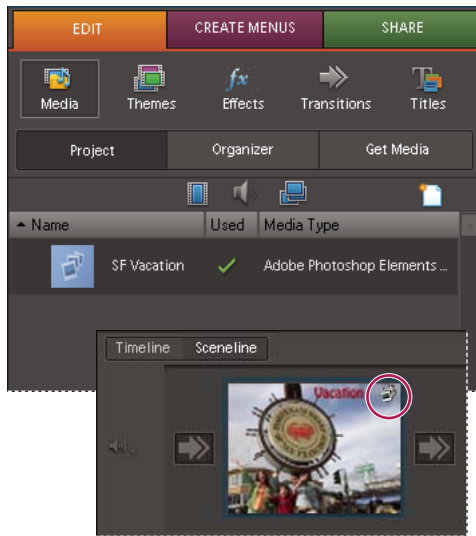 EDIT CREATE MENUS SHARE
Media Themes Effects Transitions Titles
Project Organizer Get Media
Name Used Media Type
SF Vacation Adobe Photoshop Elements ...
Timeline Sceneline
Vacation